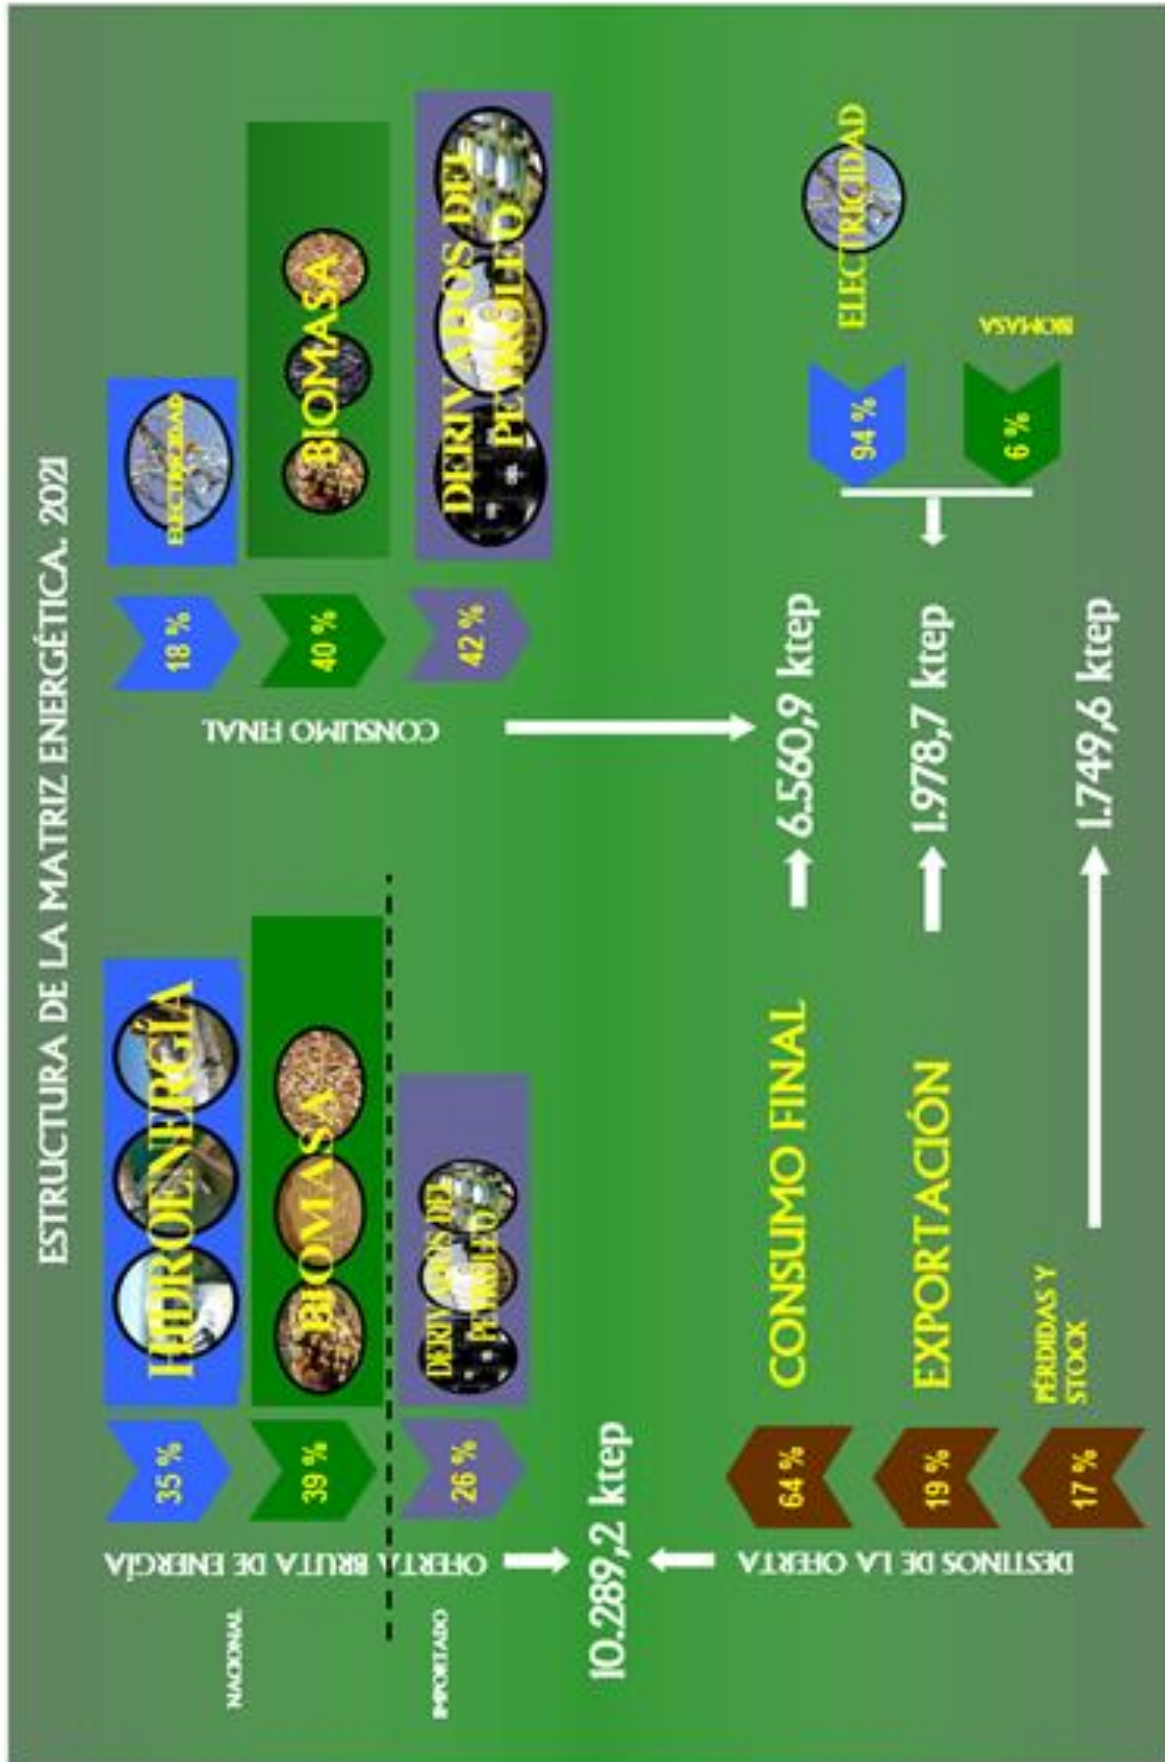 ESTRUCTURA DE LA MATRIZ ENERGÉTICA. 2021
NACIONAL
IMPORTADO
OFERTA BRUTA DE ENERGÍA
35 %
HIDROENERGÍA
39 %
BIOMASA
26 %
DERIVADOS DEL
PETRÓLEO
10.289,2 ktep
CONSUMO FINAL
18 %
ELECTRICIDAD
40 %
BIOMASA
42 %
DERIVADOS DEL
PETRÓLEO
DESTINOS DE LA OFERTA
64 %
CONSUMO FINAL
6.560,9 ktep
19 %
EXPORTACIÓN
1.978,7 ktep
94 %
ELECTRICIDAD
6 %
BIOMASA
17 %
PÉRDIDAS Y
STOCK
1.749,6 ktep